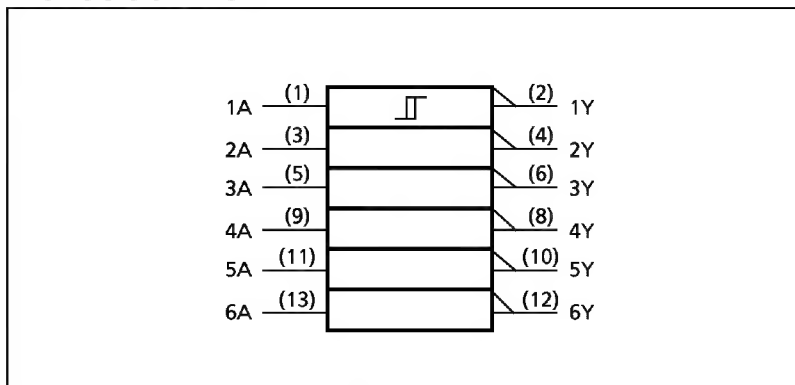 1A (1) (2) 1Y
2A (3) (4) 2Y
3A (5) (6) 3Y
4A (9) (8) 4Y
5A (11) (10) 5Y
6A (13) (12) 6Y